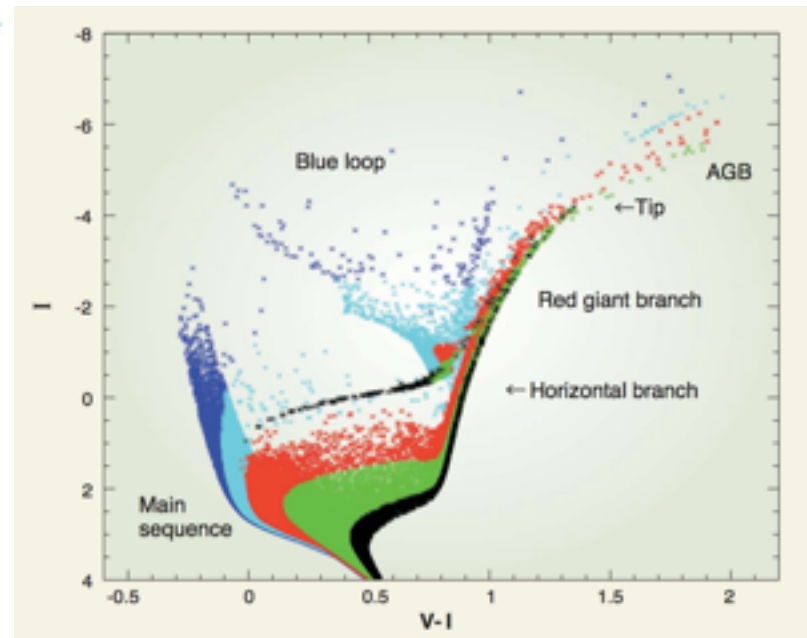 -8
-6
-4
-2
0
2
4
I
Blue loop
AGB
←Tip
Red giant branch
←Horizontal branch
Main
sequence
-0.5
0
0.5
1
1.5
2
V-I